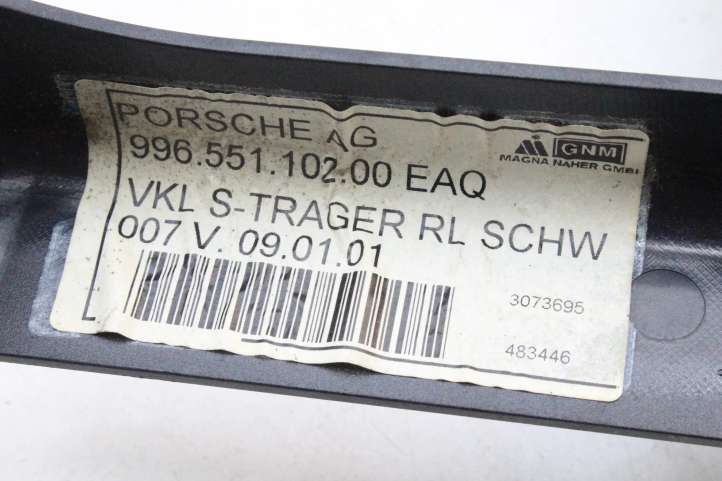 PORSCHE AG
996.551.102.00 EAQ
VKL S-TRAGER RL SCHW
007 V. 09.01.01
GNM
MAGNA NAHER GMBH
3073695
483446